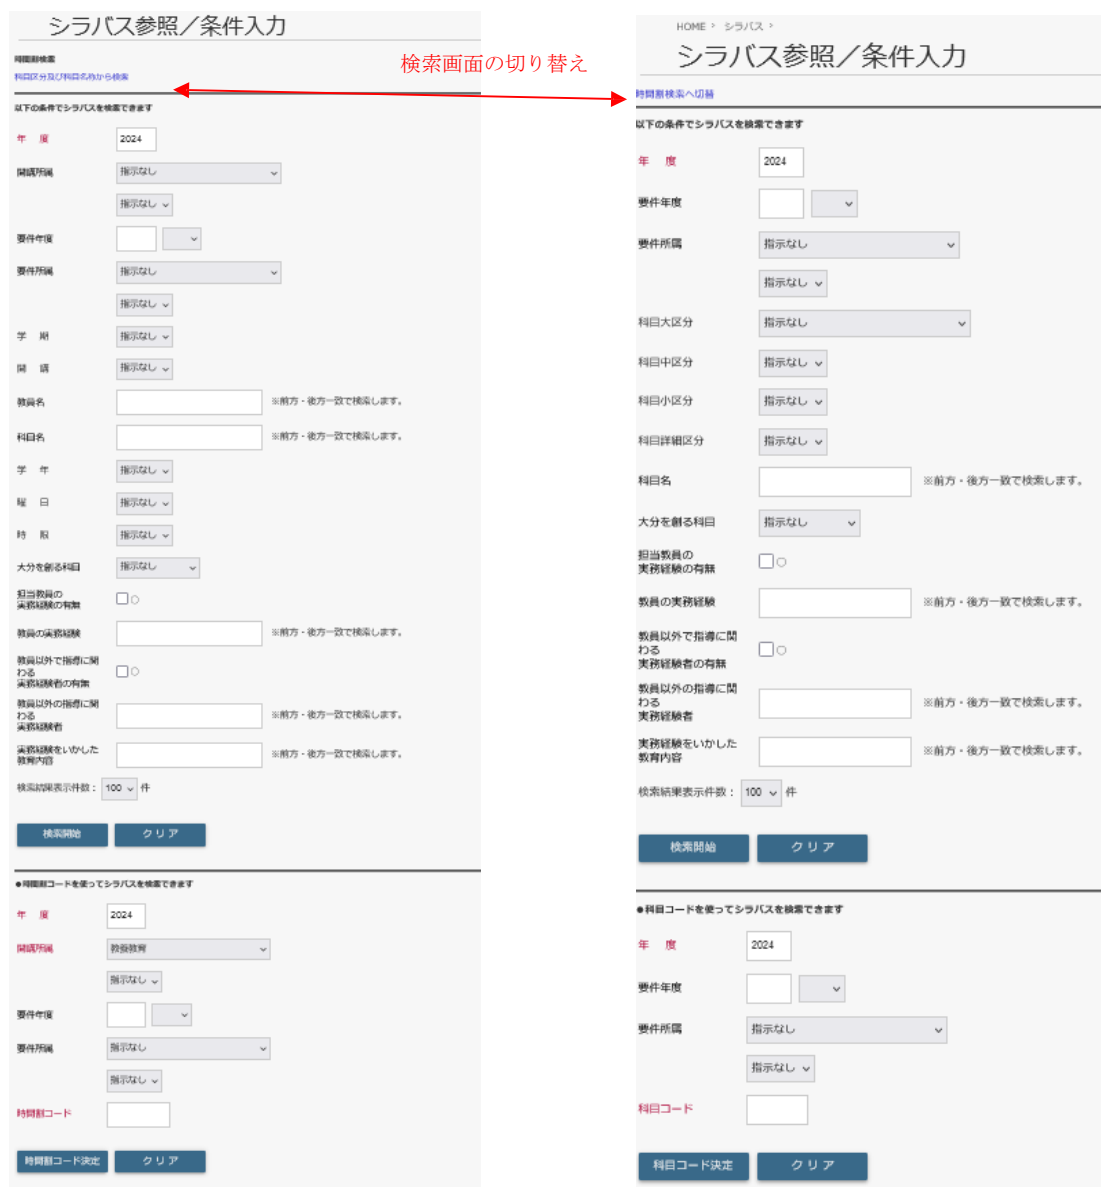 シラバス参照／条件入力
時間割検索
科目区分及び科目名称から検索
以下の条件でシラバスを検索できます
年 度 2024
開講所属 指示なし
指示なし
要件年度
要件所属 指示なし
指示なし
学 期 指示なし
開 講 指示なし
教員名 ※前方・後方一致で検索します。
科目名 ※前方・後方一致で検索します。
学 年 指示なし
曜 日 指示なし
時 限 指示なし
大分を創る科目 指示なし
担当教員の
実務経験の有無 ○
教員の実務経験 ※前方・後方一致で検索します。
教員以外で指導に関
わる
実務経験者の有無 ○
教員以外の指導に関
わる
実務経験者 ※前方・後方一致で検索します。
実務経験をいかした
教育内容 ※前方・後方一致で検索します。
検索結果表示件数： 100 件
検索開始 クリア
●時間割コードを使ってシラバスを検索できます
年 度 2024
開講所属 教養教育
指示なし
要件年度
要件所属 指示なし
指示なし
時間割コード
時間割コード決定 クリア
検索画面の切り替え
HOME > シラバス >
シラバス参照／条件入力
時間割検索へ切替
以下の条件でシラバスを検索できます
年 度 2024
要件年度
要件所属 指示なし
指示なし
科目大区分 指示なし
科目中区分 指示なし
科目小区分 指示なし
科目詳細区分 指示なし
科目名 ※前方・後方一致で検索します。
大分を創る科目 指示なし
担当教員の
実務経験の有無 ○
教員の実務経験 ※前方・後方一致で検索します。
教員以外で指導に関
わる
実務経験者の有無 ○
教員以外の指導に関
わる
実務経験者 ※前方・後方一致で検索します。
実務経験をいかした
教育内容 ※前方・後方一致で検索します。
検索結果表示件数： 100 件
検索開始 クリア
●科目コードを使ってシラバスを検索できます
年 度 2024
要件年度
要件所属 指示なし
指示なし
科目コード
科目コード決定 クリア